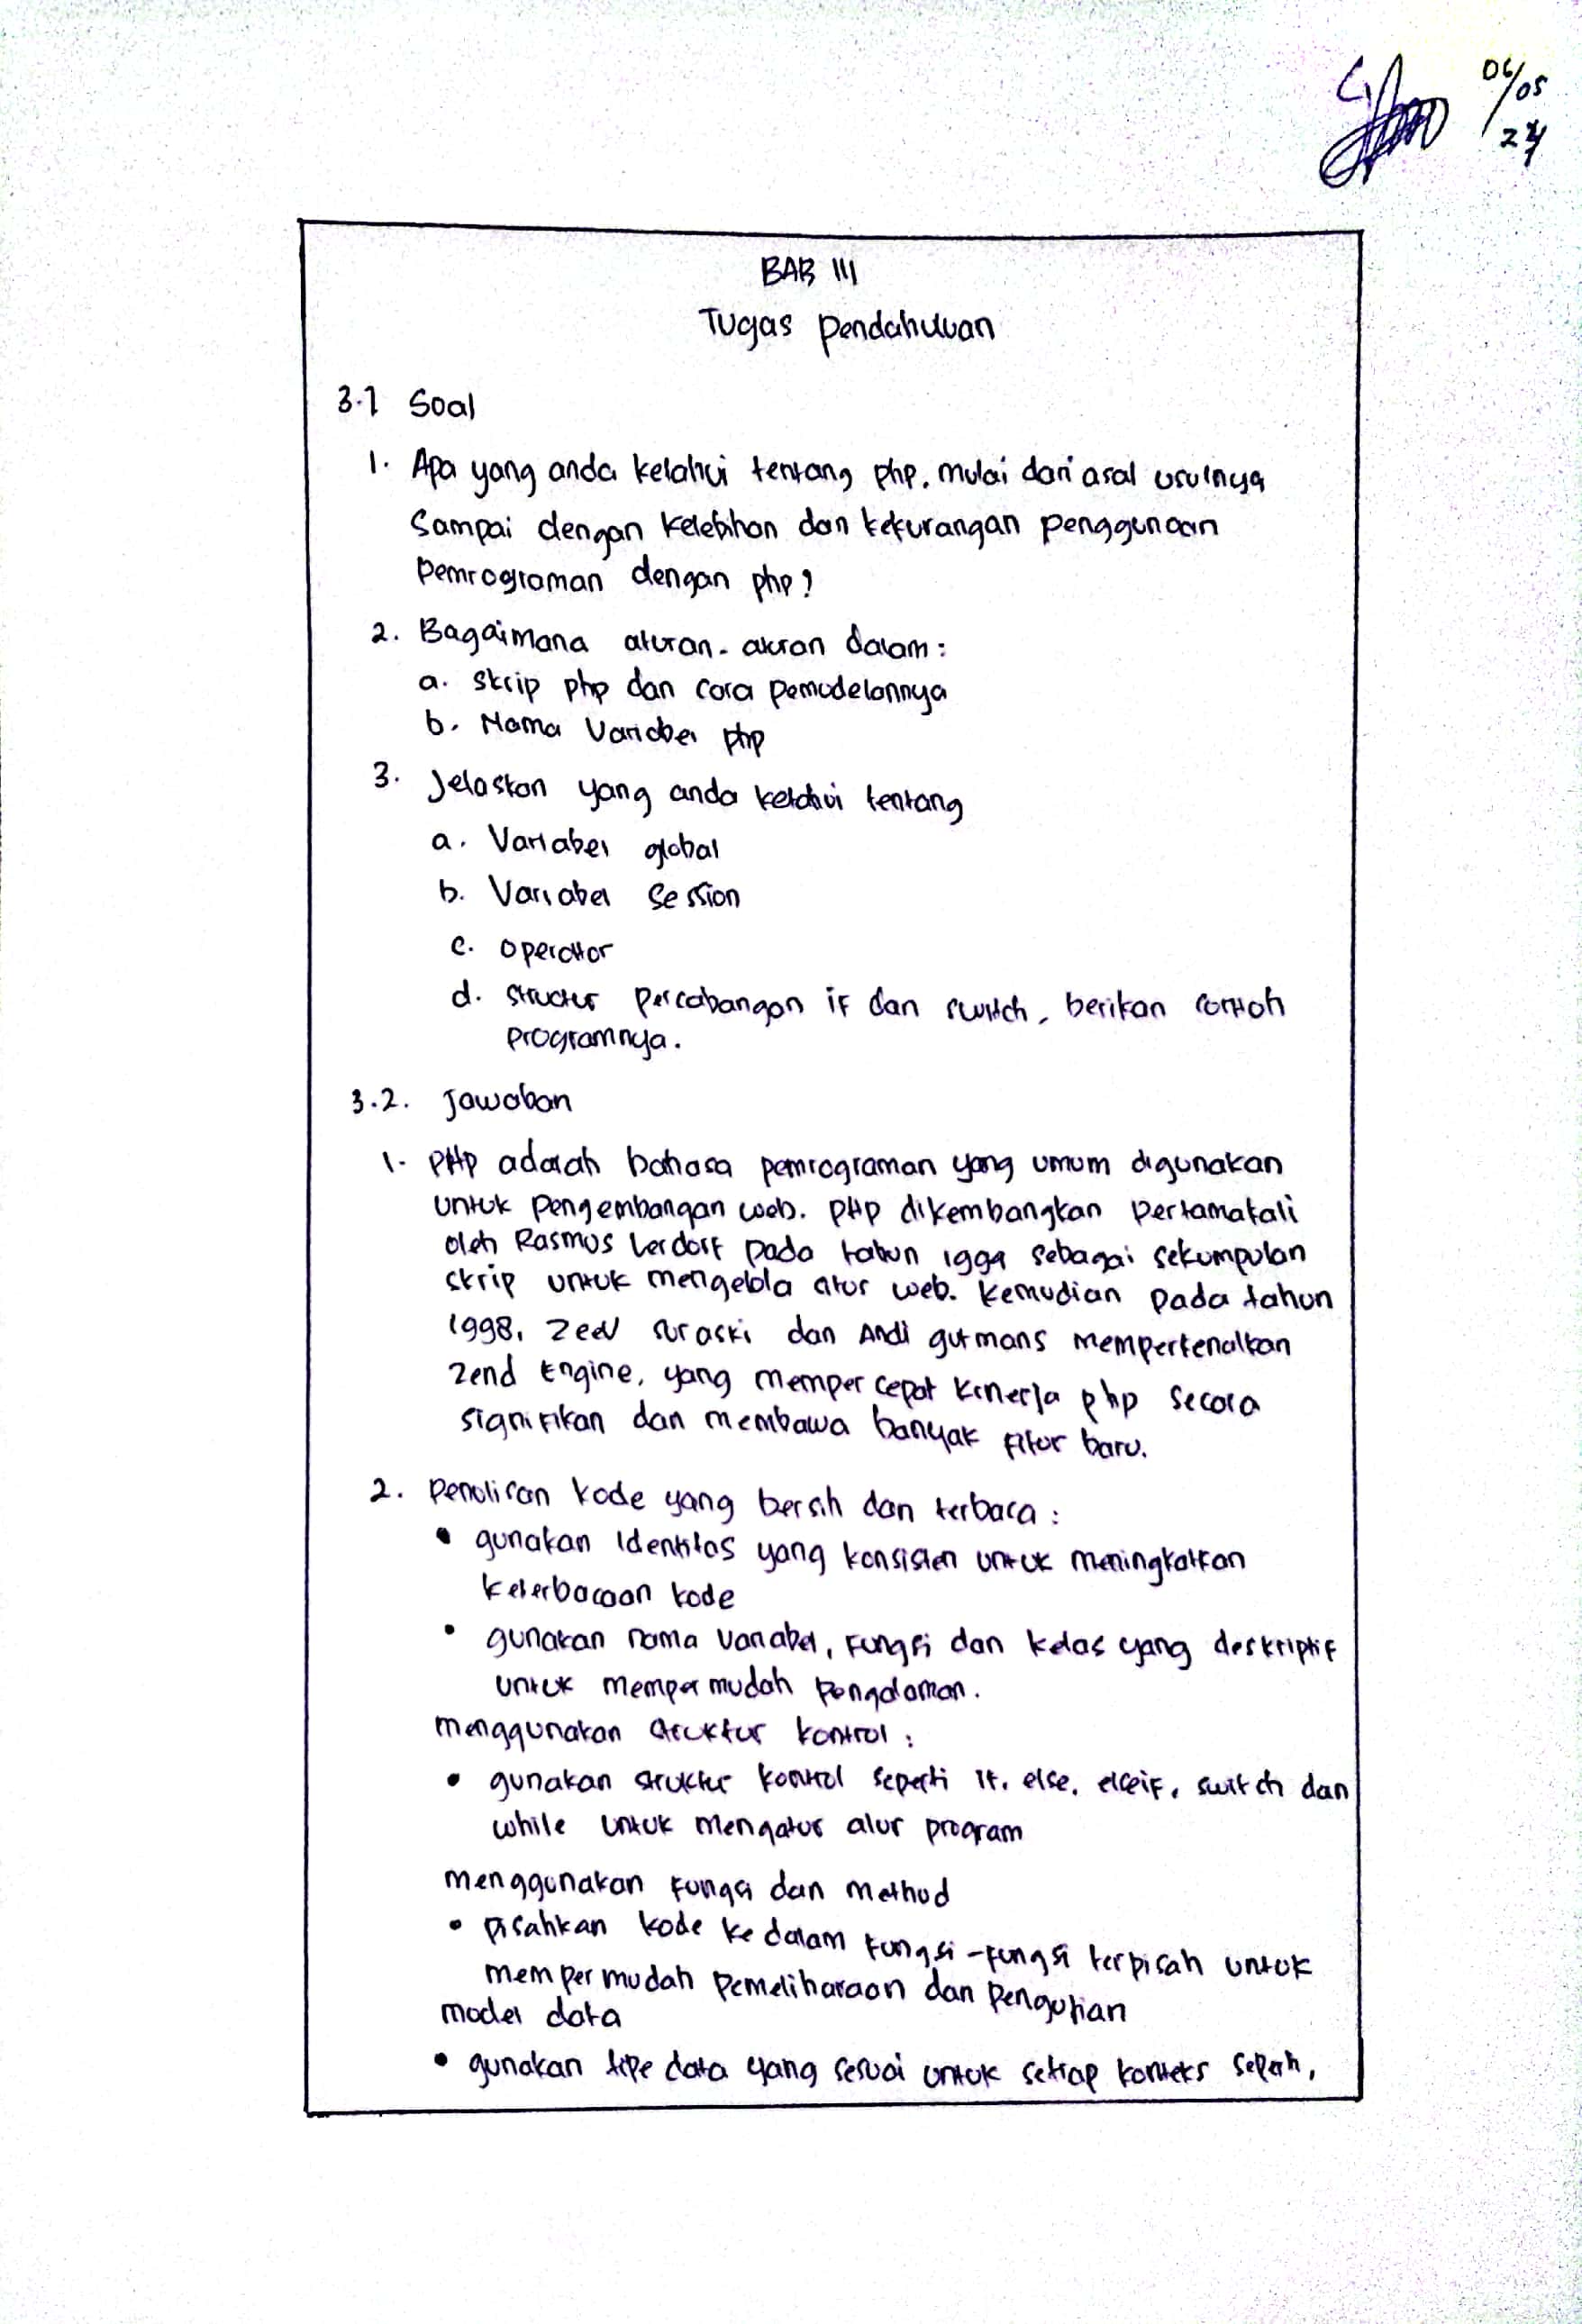 06/05
24
BAB III
Tugas Pendahuluan
3.1 Soal
1. Apa yang anda ketahui tentang php, mulai dari asal usulnya
Sampai dengan kelebihan dan kekurangan penggunaan
Pemrograman dengan php?
2. Bagaimana aturan-aturan dalam:
a. skrip php dan cara pemodelannya
b. Nama Variabel php
3. Jelaskan yang anda ketahui tentang
a. Variabel global
b. Variabel Session
c. operator
d. structur percabangan if dan switch, berikan contoh
programnya.
3.2. Jawaban
1. PHP adalah bahasa pemrograman yang umum digunakan
untuk pengembangan web. PHP dikembangkan pertamakali
oleh Rasmus Lerdorf pada tahun 1994 sebagai sekumpulan
skrip untuk mengelola situs web. Kemudian pada tahun
1998, Zeev suraski dan Andi gutmans memperkenalkan
Zend Engine, yang mempercepat kinerja php secara
signifikan dan membawa banyak fitur baru.
2. Penulisan kode yang bersih dan terbaca:
• gunakan Identitas yang konsisten untuk meningkatkan
keterbacaan kode
• gunakan nama variabel, fungsi dan kelas yang deskriptif
untuk mempermudah
menggunakan struktur kontrol:
• gunakan struktur kontrol seperti if, else, elseif, switch dan
while untuk mengatur alur program
menggunakan fungsi dan method
• pisahkan kode ke dalam fungsi-fungsi terpisah untuk
mempermudah pemeliharaan dan pengujian
model data
• gunakan tipe data yang sesuai untuk setiap konteks seperti,